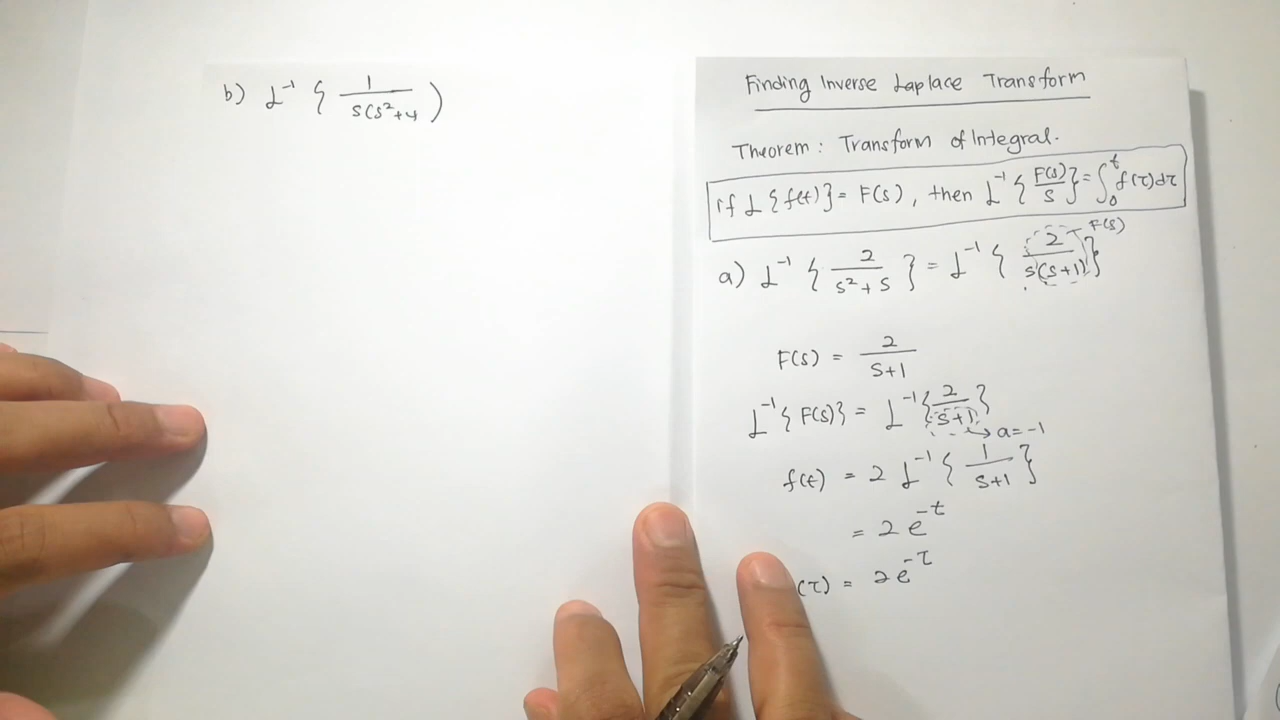 b) L⁻¹ { 1/s(s²+4 )
Finding Inverse Laplace Transform
Theorem : Transform of Integral.
if L {f(t)} = F(s) , then L⁻¹ { F(s)/s } = ∫₀ᵗ f(τ)dτ
a) L⁻¹ { 2/s²+s } = L⁻¹ { 2/s(s+1) } F(s)
F(s) = 2/s+1
L⁻¹ { F(s)} = L⁻¹ { 2/s+1 }
→ a=-1
f(t) = 2 L⁻¹ { 1/s+1 }
= 2 e⁻ᵗ
(τ) = 2e^-τ